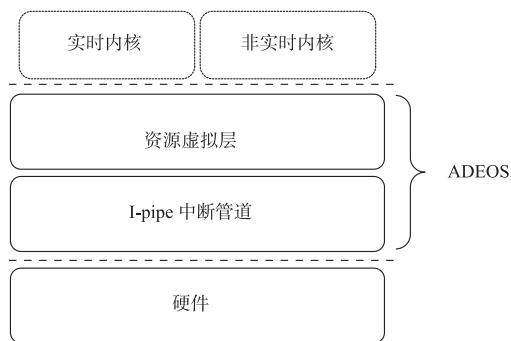 实时内核
非实时内核
资源虚拟层
ADEOS
I-pipe 中断管道
硬件